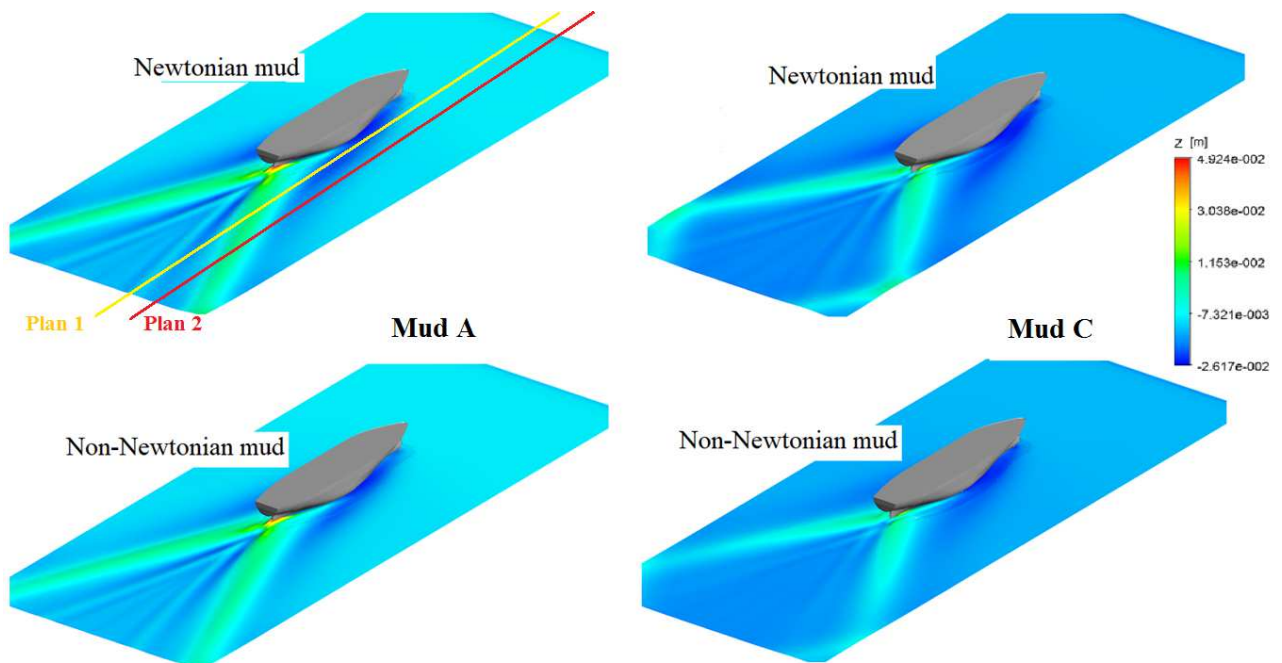 Newtonian mud
Newtonian mud
Z [m]
4.924e-002
3.038e-002
1.153e-002
-7.321e-003
-2.617e-002
Plan 1
Plan 2
Mud A
Mud C
Non-Newtonian mud
Non-Newtonian mud